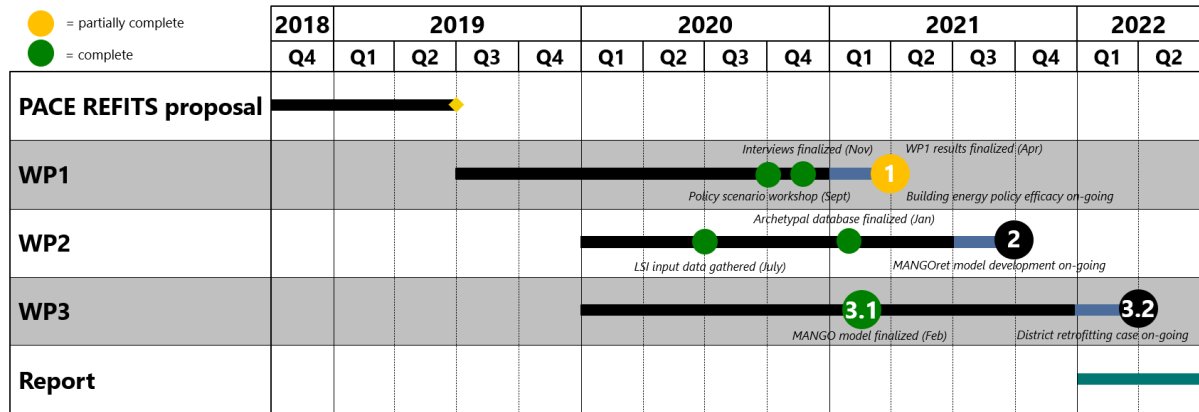 = partially complete
= complete
2018 2019 2020 2021 2022
Q4 Q1 Q2 Q3 Q4 Q1 Q2 Q3 Q4 Q1 Q2 Q3 Q4 Q1 Q2
PACE REFITS proposal
Interviews finalized (Nov) WP1 results finalized (Apr)
WP1 1
Policy scenario workshop (Sept) Building energy policy efficacy on-going
Archetypal database finalized (Jan)
WP2 2
LSI input data gathered (July) MANGOret model development on-going
WP3 3.1 3.2
MANGO model finalized (Feb) District retrofitting case on-going
Report